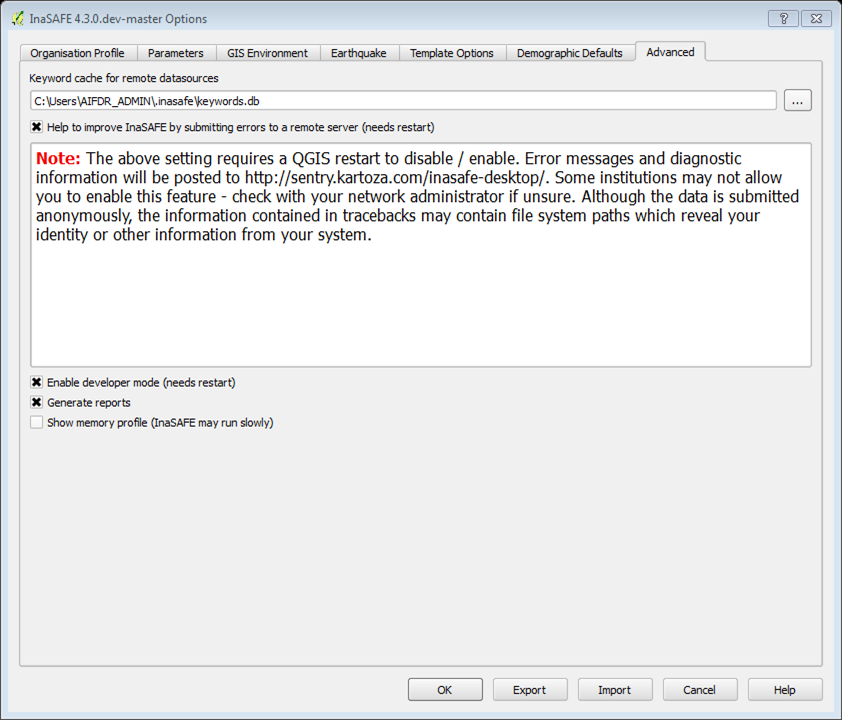 InaSAFE 4.3.0.dev-master Options
Organisation Profile Parameters GIS Environment Earthquake Template Options Demographic Defaults Advanced
Keyword cache for remote datasources
C:\Users\AIFDR_ADMIN\.inasafe\keywords.db ...
Help to improve InaSAFE by submitting errors to a remote server (needs restart)
Note: The above setting requires a QGIS restart to disable / enable. Error messages and diagnostic
information will be posted to http://sentry.kartoza.com/inasafe-desktop/. Some institutions may not allow
you to enable this feature - check with your network administrator if unsure. Although the data is submitted
anonymously, the information contained in tracebacks may contain file system paths which reveal your
identity or other information from your system.
Enable developer mode (needs restart)
Generate reports
Show memory profile (InaSAFE may run slowly)
OK Export Import Cancel Help